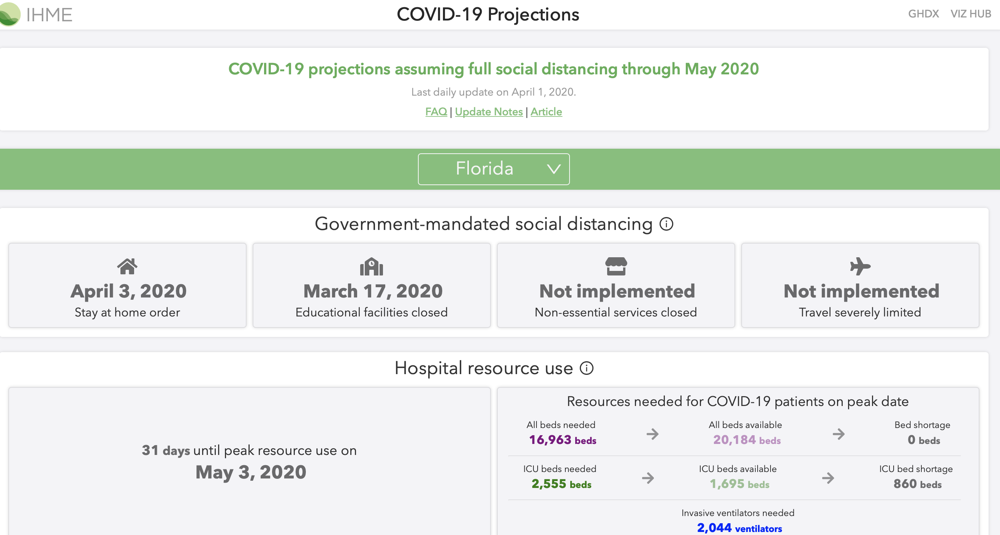 IHME
COVID-19 Projections
GHDX VIZ HUB
COVID-19 projections assuming full social distancing through May 2020
Last daily update on April 1, 2020.
FAQ | Update Notes | Article
Florida
Government-mandated social distancing
April 3, 2020
Stay at home order
March 17, 2020
Educational facilities closed
Not implemented
Non-essential services closed
Not implemented
Travel severely limited
Hospital resource use
31 days until peak resource use on
May 3, 2020
Resources needed for COVID-19 patients on peak date
All beds needed
16,963 beds
All beds available
20,184 beds
Bed shortage
0 beds
ICU beds needed
2,555 beds
ICU beds available
1,695 beds
ICU bed shortage
860 beds
Invasive ventilators needed
2,044 ventilators